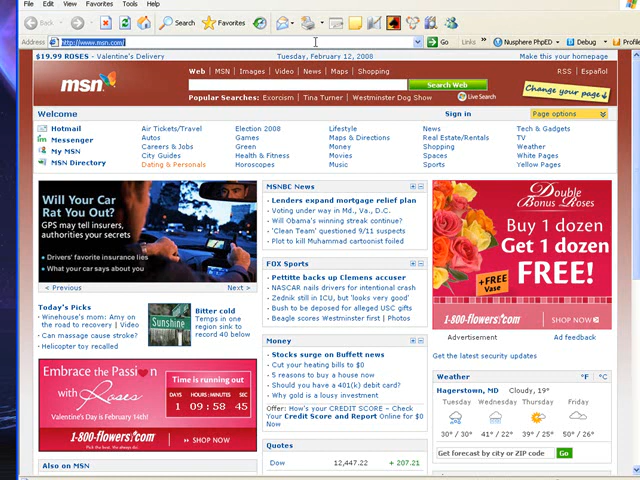 File Edit View Favorites Tools Help
Back Search Favorites
Address http://www.msn.com/ Go Links » Nusphere PhpED Debug Profile
$19.99 ROSES - Valentine's Delivery Tuesday, February 12, 2008 Make this your homepage
msn Web | MSN | Images | Video | News | Maps | Shopping RSS | Español
Search Web
Popular Searches: Exorcism | Tina Turner | Westminster Dog Show Live Search Change your page
Welcome Sign in Page options
Hotmail
Messenger
My MSN
MSN Directory
Air Tickets/Travel
Autos
Careers & Jobs
City Guides
Dating & Personals
Election 2008
Games
Green
Health & Fitness
Horoscopes
Lifestyle
Maps & Directions
Money
Movies
Music
News
Real Estate/Rentals
Shopping
Spaces
Sports
Tech & Gadgets
TV
Weather
White Pages
Yellow Pages
Will Your Car
Rat You Out?
GPS may tell insurers,
authorities your secrets
• Drivers' favorite insurance lies
• What your car says about you
< Previous Next >
Today's Picks
• Winehouse's mom: Amy on
the road to recovery | Video
• Can massage cause stroke?
• Helicopter toy recalled
Sunshine
Bitter cold
Temps in one
region sink to
record 40 below
Embrace the Passion
with Roses
Valentine's Day is February 14th!
Time is running out
DAYS HOURS MINUTES SEC
1 09 : 58 45
1-800-flowers.com
SHOP NOW
Also on MSN
MSNBC News
• Lenders expand mortgage relief plan
• Voting under way in Md., Va., D.C.
• Will Obama's winning streak continue?
• 'Clean Team' questioned 9/11 suspects
• Plot to kill Muhammad cartoonist foiled
FOX Sports
• Pettitte backs up Clemens accuser
• NASCAR nails drivers for intentional crash
• Zednik still in ICU, but 'looks very good'
• Bush to be deposed for alleged USC gifts
• Beagle scores Westminster first | Photos
Money
• Stocks surge on Buffett news
• Cut your heating bills to $0
• 5 reasons to buy a house now
• Should you have a 401(k) debit card?
• Why gold is a lousy investment
Offer: How's your CREDIT SCORE – Check
Your Credit Score and Report Online for $0
Now
Quotes
Dow 12,447.22 + 207.21
Double
Bonus Roses
Buy 1 dozen
Get 1 dozen
FREE!
+FREE
Vase
1-800-flowers.com SHOP NOW
Advertisement Ad feedback
Get the latest security updates
Weather °F | °C
Hagerstown, MD Cloudy, 19°
Tuesday Wednesday Thursday Friday
30° / 30° 41° / 22° 39° / 25° 50° / 26°
Get forecast by city or ZIP code Go